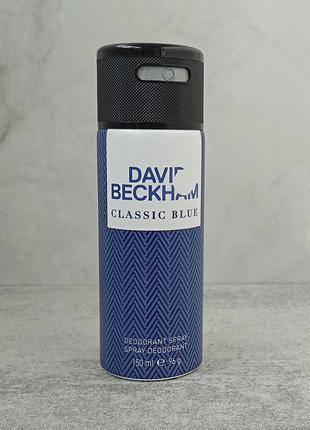 DAVID
BECKHAM
CLASSIC BLUE
DEODORANT SPRAY
SPRAY DÉODORANT
150 ml ℮ 96 g